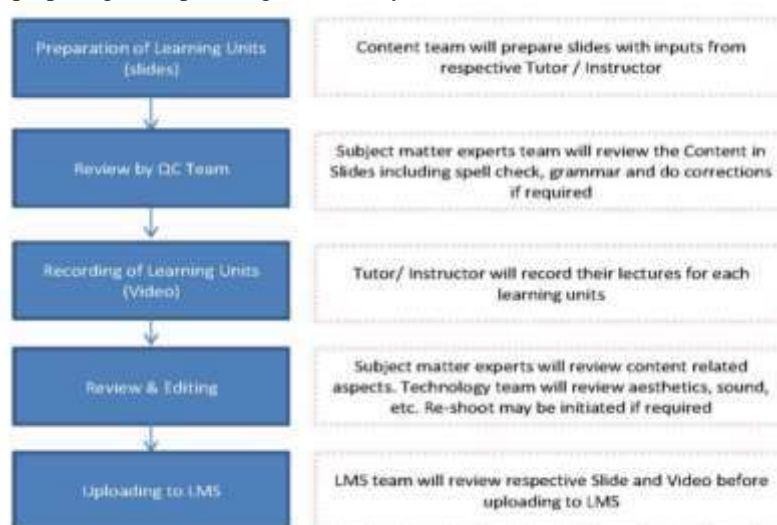 Preparation of Learning Units
(slides)
Content team will prepare slides with inputs from
respective Tutor / Instructor
Review by QC Team
Subject matter experts team will review the Content in
Slides including spell check, grammar and do corrections
if required
Recording of Learning Units
(Video)
Tutor/ Instructor will record their lectures for each
learning units
Review & Editing
Subject matter experts will review content related
aspects. Technology team will review aesthetics, sound,
etc. Re-shoot may be initiated if required
Uploading to LMS
LMS team will review respective Slide and Video before
uploading to LMS